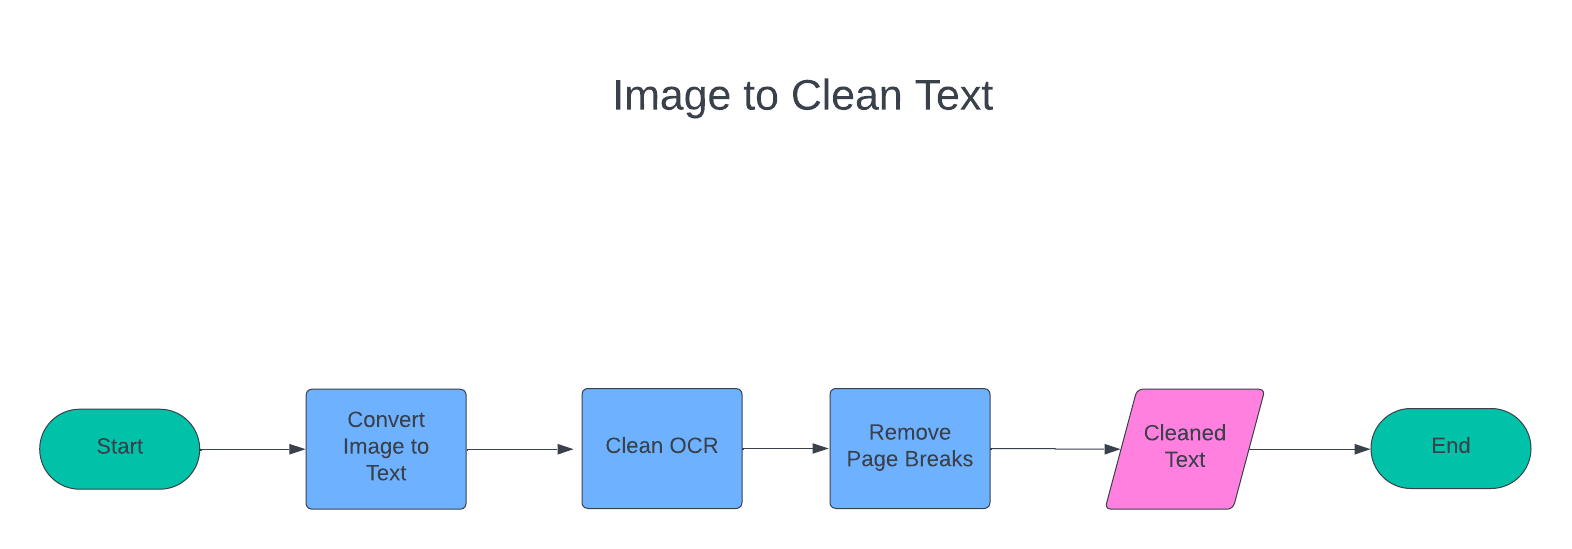 Image to Clean Text
Start
Convert
Image to
Text
Clean OCR
Remove
Page Breaks
Cleaned
Text
End